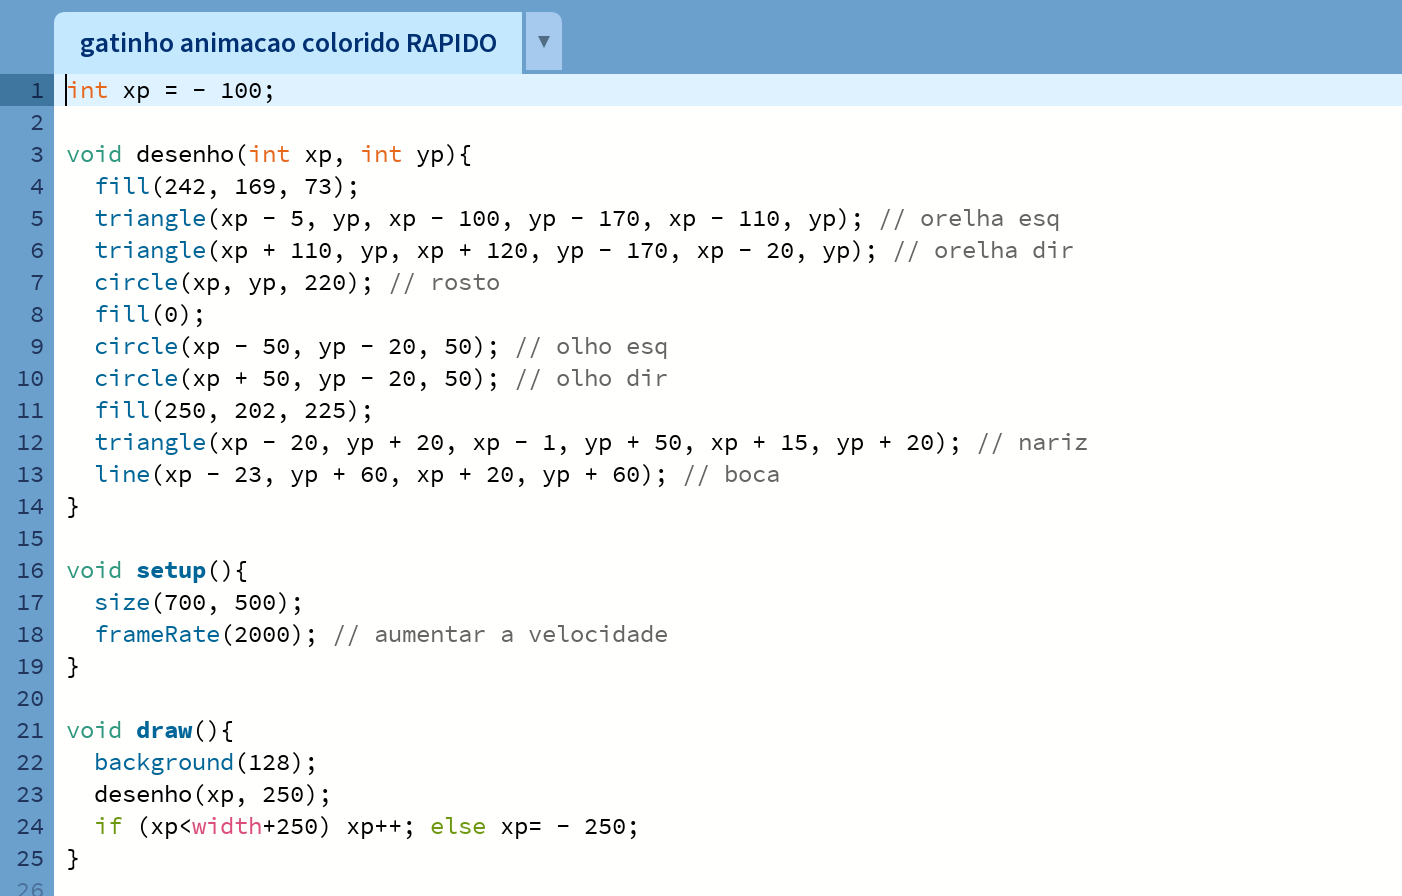 gatinho animacao colorido RAPIDO ▼
1 int xp = - 100;
2
3 void desenho(int xp, int yp){
4   fill(242, 169, 73);
5   triangle(xp - 5, yp, xp - 100, yp - 170, xp - 110, yp); // orelha esq
6   triangle(xp + 110, yp, xp + 120, yp - 170, xp - 20, yp); // orelha dir
7   circle(xp, yp, 220); // rosto
8   fill(0);
9   circle(xp - 50, yp - 20, 50); // olho esq
10   circle(xp + 50, yp - 20, 50); // olho dir
11   fill(250, 202, 225);
12   triangle(xp - 20, yp + 20, xp - 1, yp + 50, xp + 15, yp + 20); // nariz
13   line(xp - 23, yp + 60, xp + 20, yp + 60); // boca
14 }
15
16 void setup(){
17   size(700, 500);
18   frameRate(2000); // aumentar a velocidade
19 }
20
21 void draw(){
22   background(128);
23   desenho(xp, 250);
24   if (xp<width+250) xp++; else xp= - 250;
25 }
26